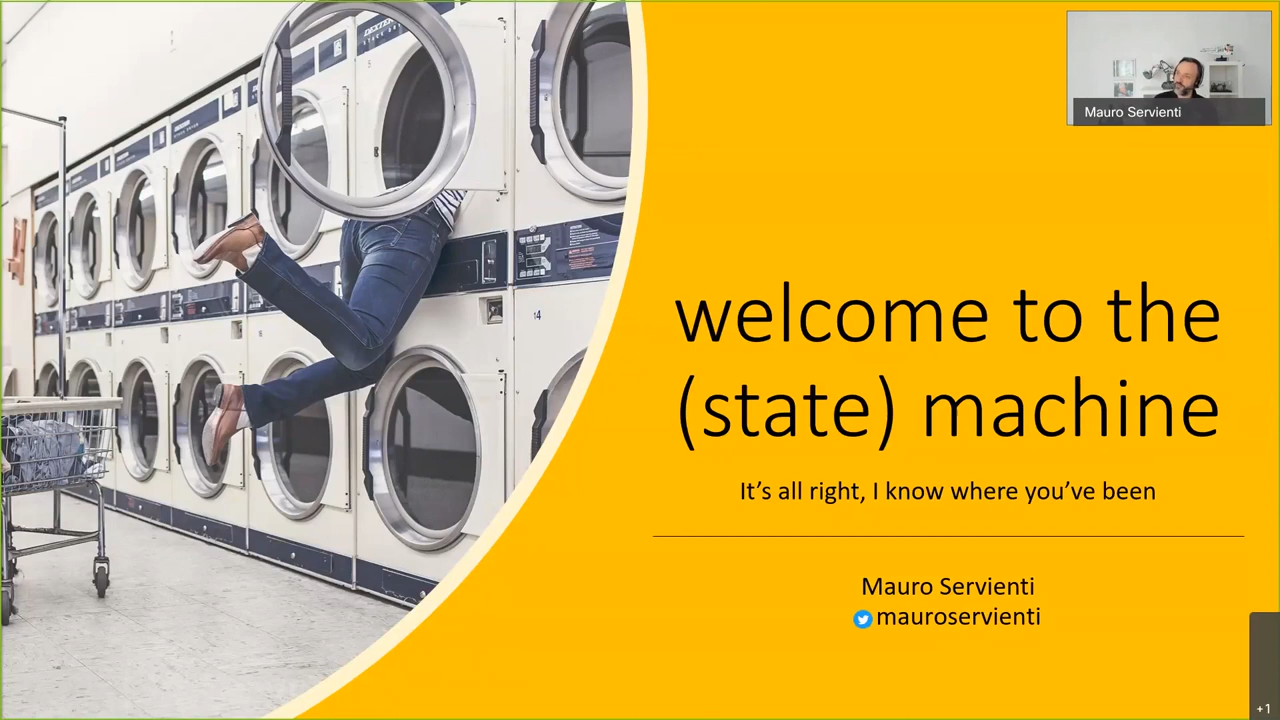 Mauro Servienti
welcome to the
(state) machine
It’s all right, I know where you’ve been
Mauro Servienti
mauroservienti
14
+1